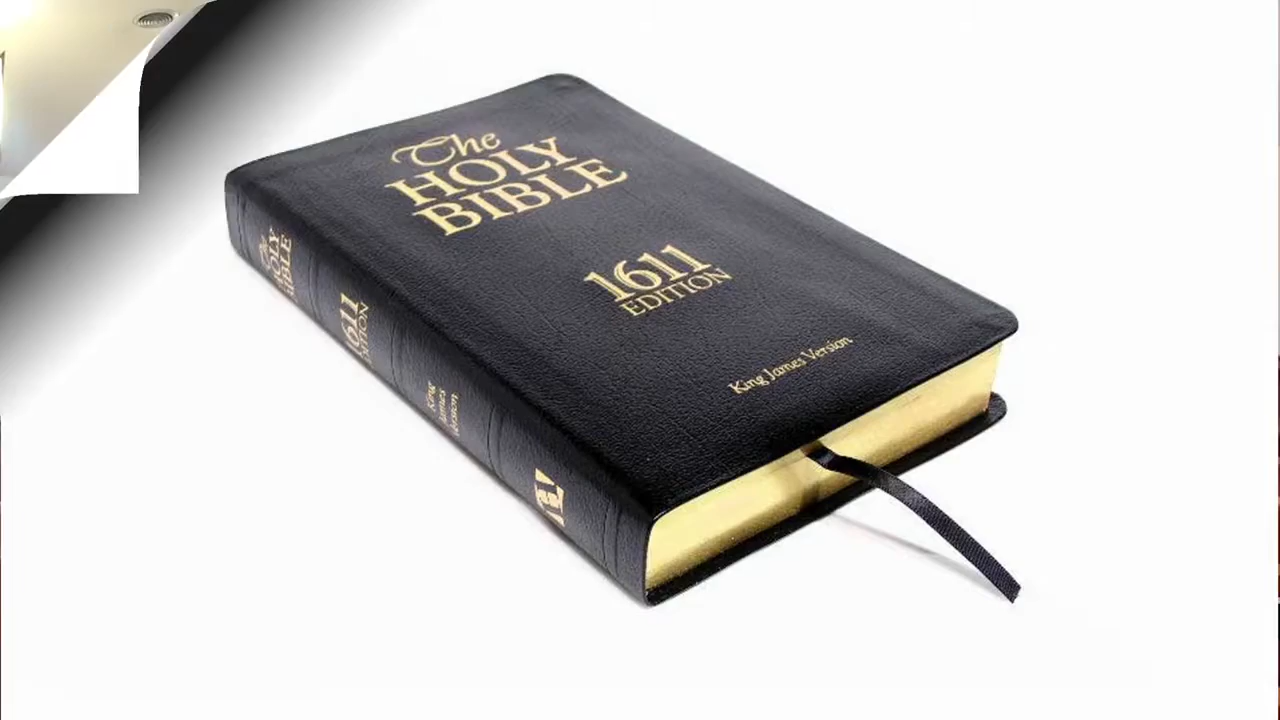 The
HOLY
BIBLE
1611
EDITION
King James Version
The
HOLY
BIBLE
1611
EDITION
King
James
Version